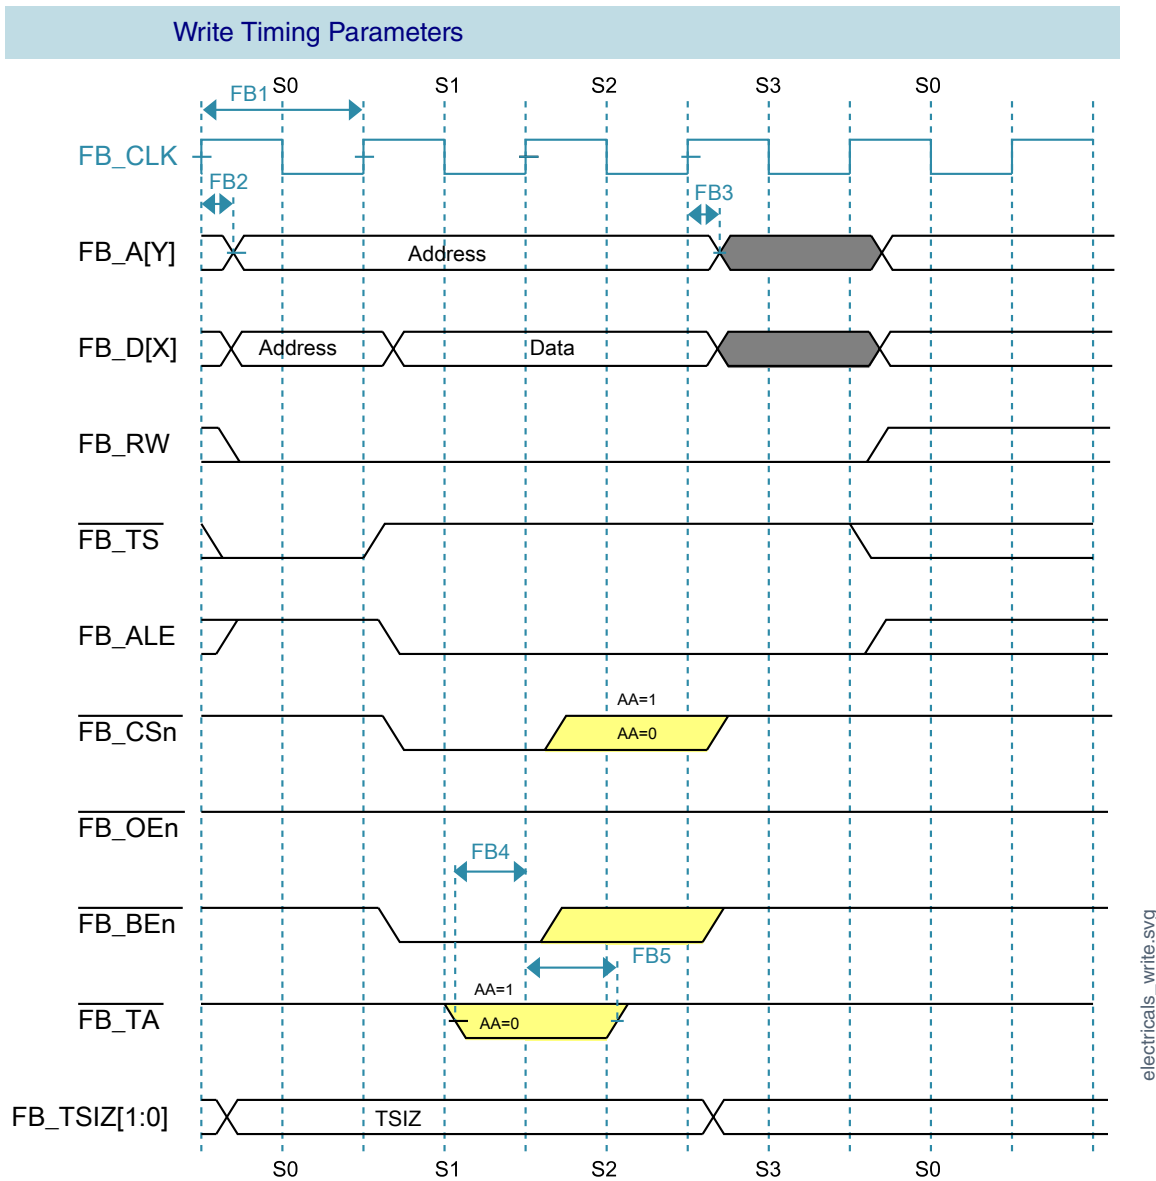 Write Timing Parameters
S0 S1 S2 S3 S0
FB1
FB_CLK
FB2
FB3
FB_A[Y]
Address
FB_D[X]
Address
Data
FB_RW
FB_TS
FB_ALE
AA=1
FB_CSn
AA=0
FB_OEn
FB4
FB_BEn
FB5
AA=1
FB_TA
AA=0
FB_TSIZ[1:0]
TSIZ
S0 S1 S2 S3 S0
electricals_write.svg